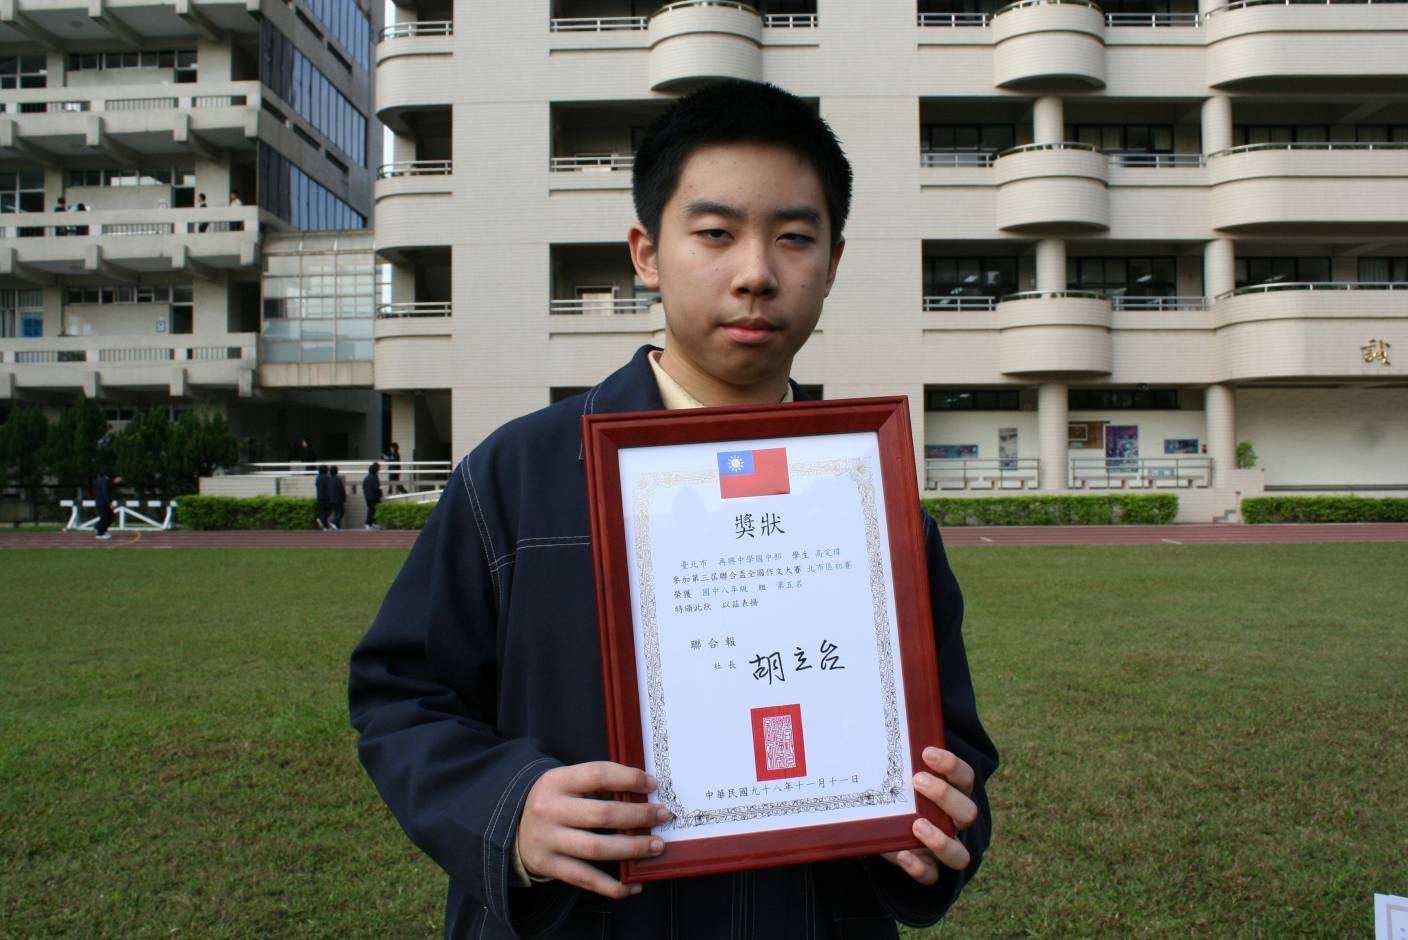 誠
獎狀
臺北市 再興中學國中部 學生 高定瑋
參加第三屆聯合盃全國作文大賽 北市區初賽
榮獲 國中八年級 組 第五名
特頒此狀 以茲表揚
聯合報
社長 胡立台
中華民國九十八年十一月十一日